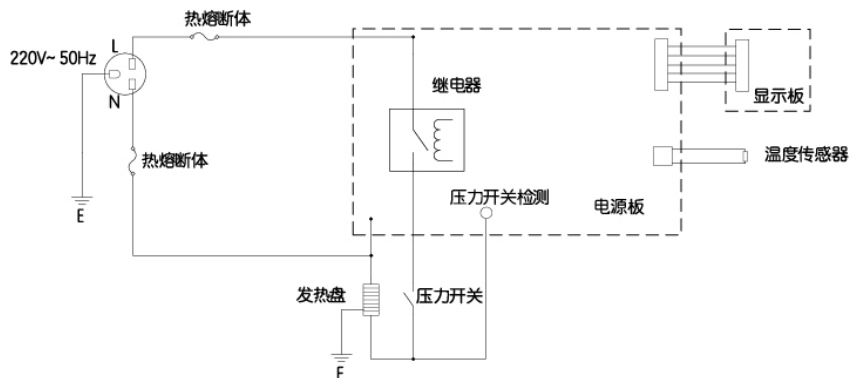 热熔断体
L
220V~ 50Hz
N
热熔断体
E
继电器
显示板
温度传感器
压力开关检测
电源板
发热盘
压力开关
E